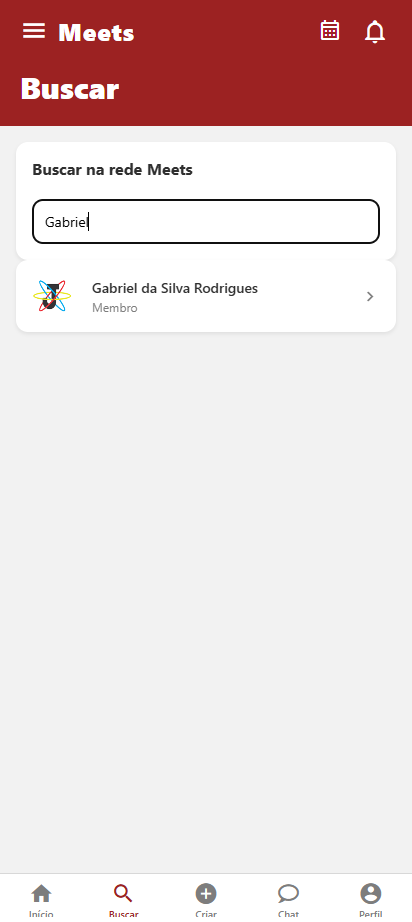 Meets
Buscar
Buscar na rede Meets
Gabriel
Gabriel da Silva Rodrigues
Membro
Início
Buscar
Criar
Chat
Perfil